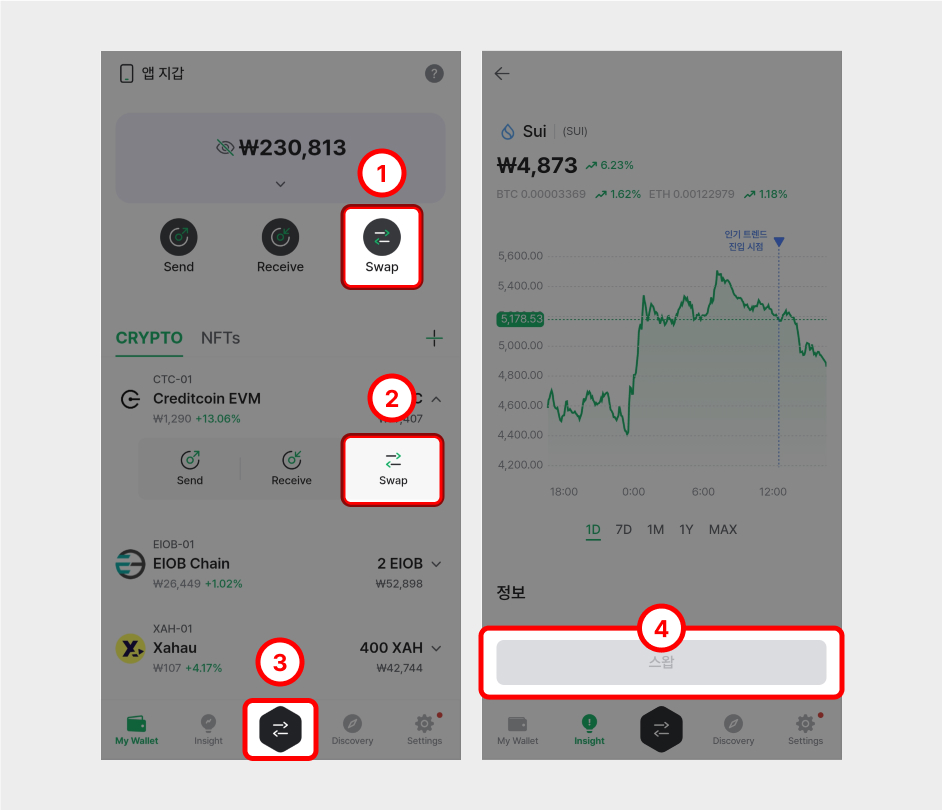 앱 지갑
?
₩230,813
1
Send
Receive
Swap
CRYPTO
NFTs
CTC-01
Creditcoin EVM
₩1,290 +13.06%
2
C
,407
Send
Receive
Swap
EIOB-01
EIOB Chain
₩26,449 +1.02%
2 EIOB
₩52,898
XAH-01
Xahau
₩107 +4.17%
400 XAH
₩42,744
3
My Wallet
Insight
Discovery
Settings
Sui
(SUI)
₩4,873
6.23%
BTC 0.00003369 1.62% ETH 0.00122979 1.18%
인기 트렌드
진입 시점
5,600.00
5,400.00
5,178.53
5,000.00
4,800.00
4,600.00
4,400.00
4,200.00
18:00
0:00
6:00
12:00
1D
7D
1M
1Y
MAX
정보
4
스왑
My Wallet
Insight
Discovery
Settings